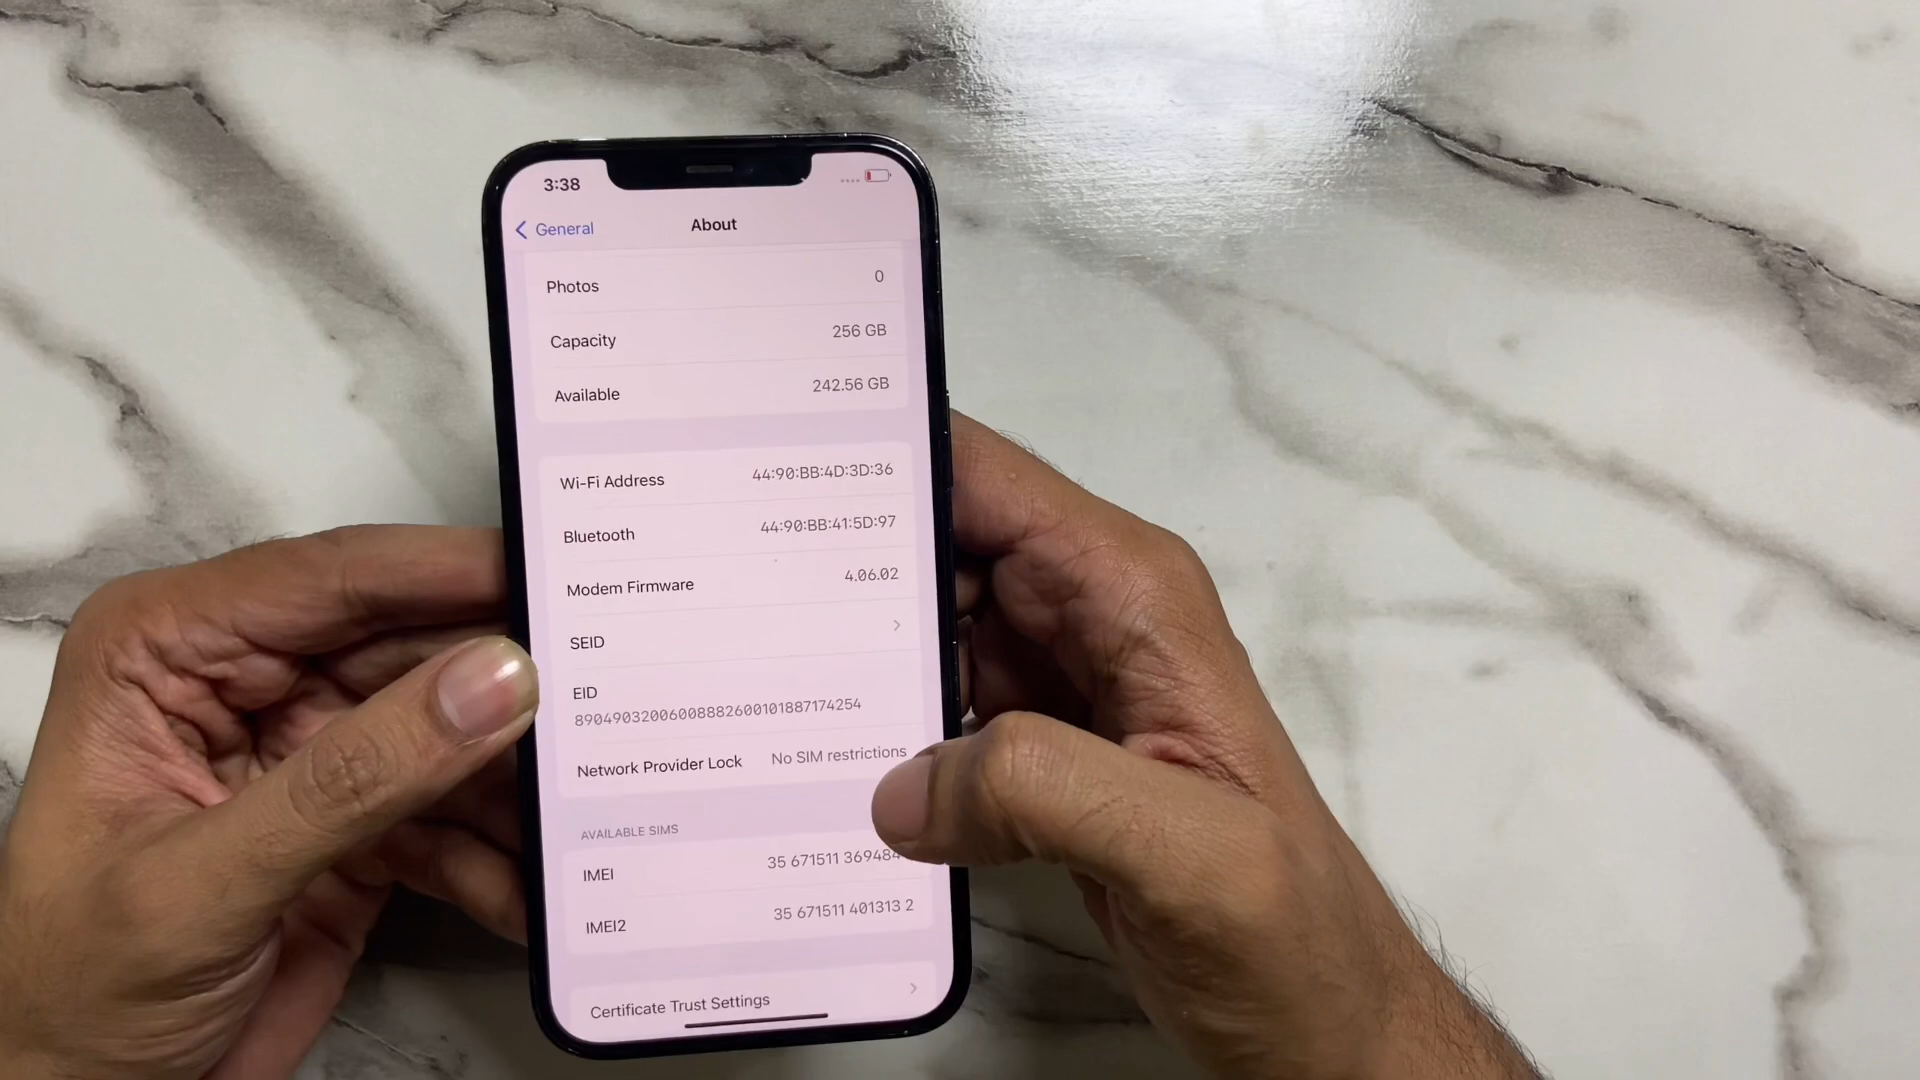 3:38
General
About
Photos 0
Capacity 256 GB
Available 242.56 GB
Wi-Fi Address 44:90:BB:4D:3D:36
Bluetooth 44:90:BB:41:5D:97
Modem Firmware 4.06.02
SEID
EID
89049032006008882600101887174254
Network Provider Lock No SIM restrictions
AVAILABLE SIMS
IMEI 35 671511 369484
IMEI2 35 671511 401313 2
Certificate Trust Settings